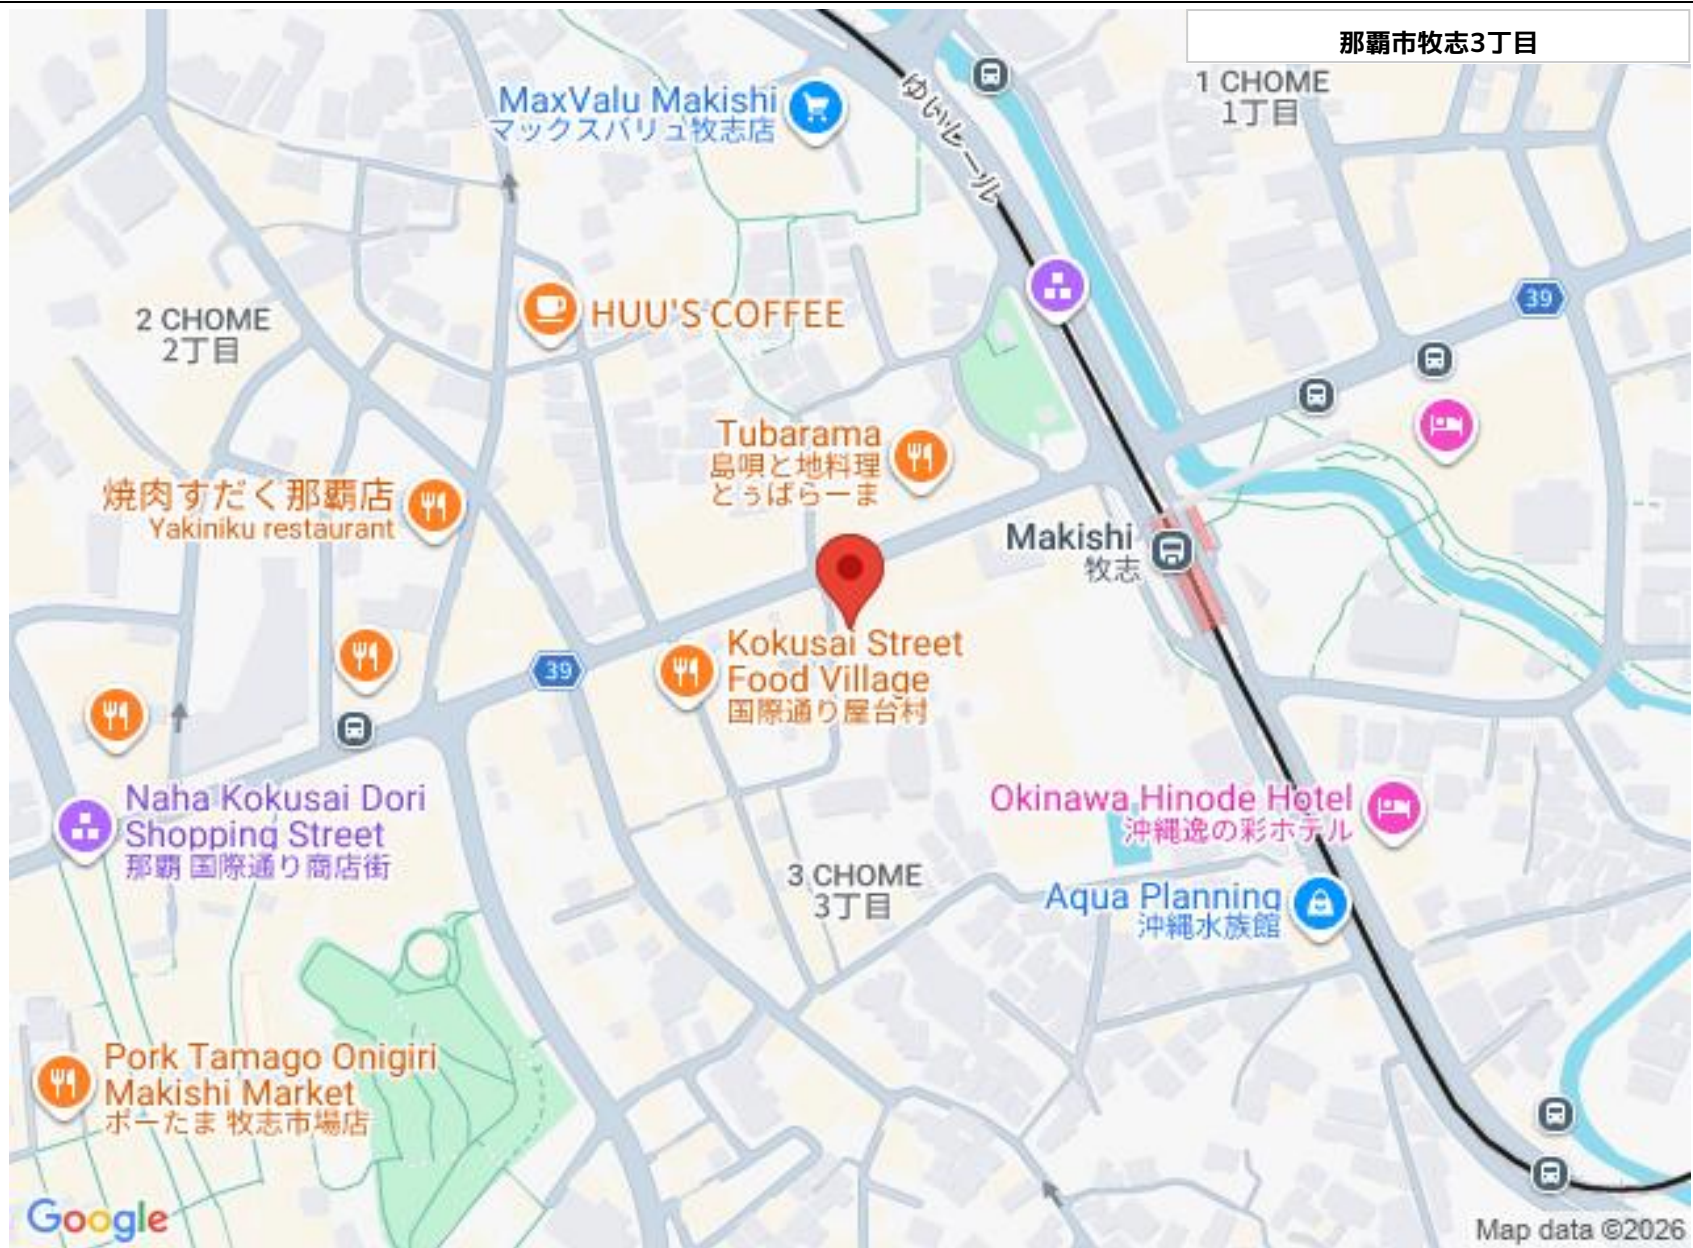 那覇市牧志3丁目
1 CHOME
1丁目
MaxValu Makishi
マックスバリュ牧志店
ゆいレール
39
HUU'S COFFEE
2 CHOME
2丁目
Tubarama
島唄と地料理
とぅばらーま
焼肉すだく那覇店
Yakiniku restaurant
Makishi
牧志
Kokusai Street
Food Village
国際通り屋台村
39
Naha Kokusai Dori
Shopping Street
那覇 国際通り商店街
Okinawa Hinode Hotel
沖縄逸の彩ホテル
3 CHOME
3丁目
Aqua Planning
沖縄水族館
Pork Tamago Onigiri
Makishi Market
ポーたま 牧志市場店
Google
Map data ©2026